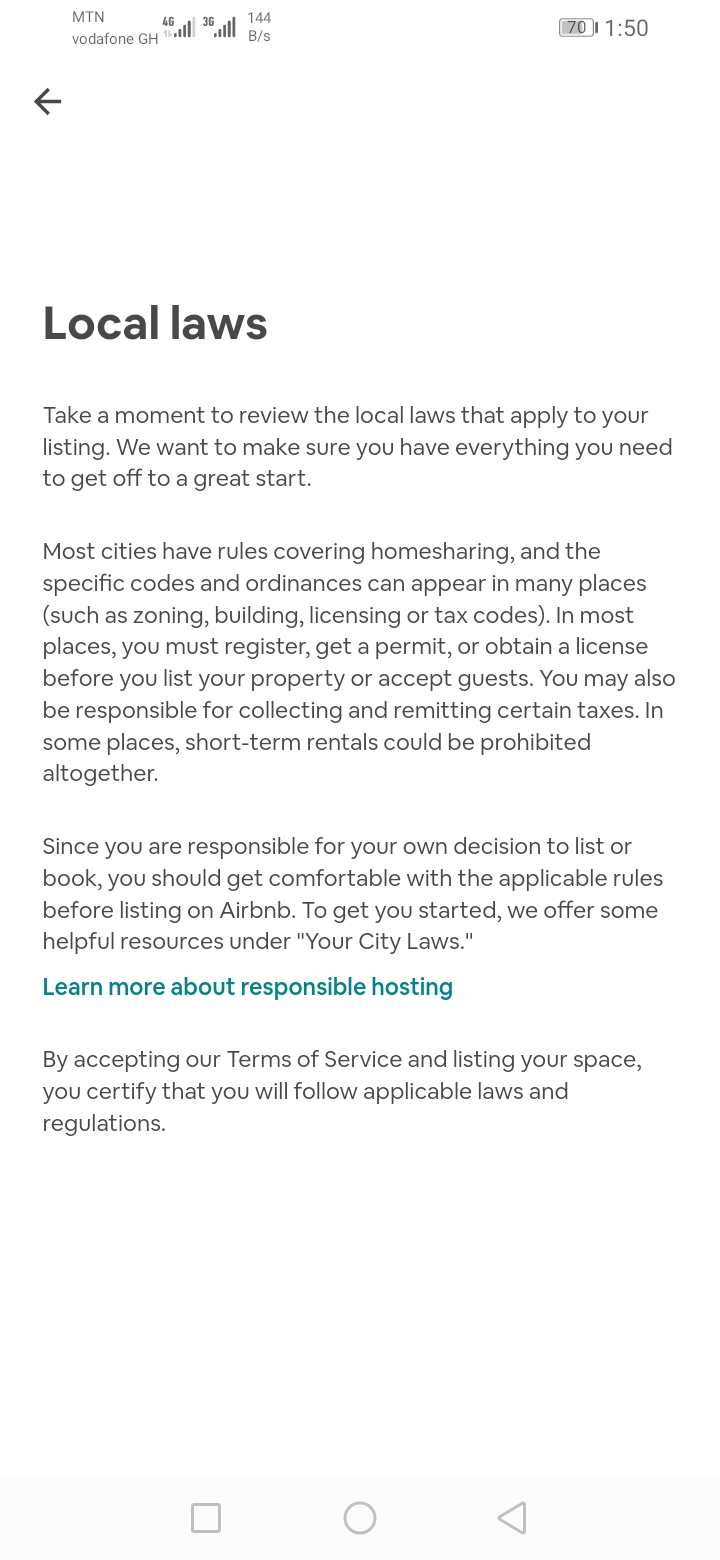 MTN
vodafone GH
4G
3G
144
B/s
70
1:50
Local laws
Take a moment to review the local laws that apply to your
listing. We want to make sure you have everything you need
to get off to a great start.
Most cities have rules covering homesharing, and the
specific codes and ordinances can appear in many places
(such as zoning, building, licensing or tax codes). In most
places, you must register, get a permit, or obtain a license
before you list your property or accept guests. You may also
be responsible for collecting and remitting certain taxes. In
some places, short-term rentals could be prohibited
altogether.
Since you are responsible for your own decision to list or
book, you should get comfortable with the applicable rules
before listing on Airbnb. To get you started, we offer some
helpful resources under "Your City Laws."
Learn more about responsible hosting
By accepting our Terms of Service and listing your space,
you certify that you will follow applicable laws and
regulations.